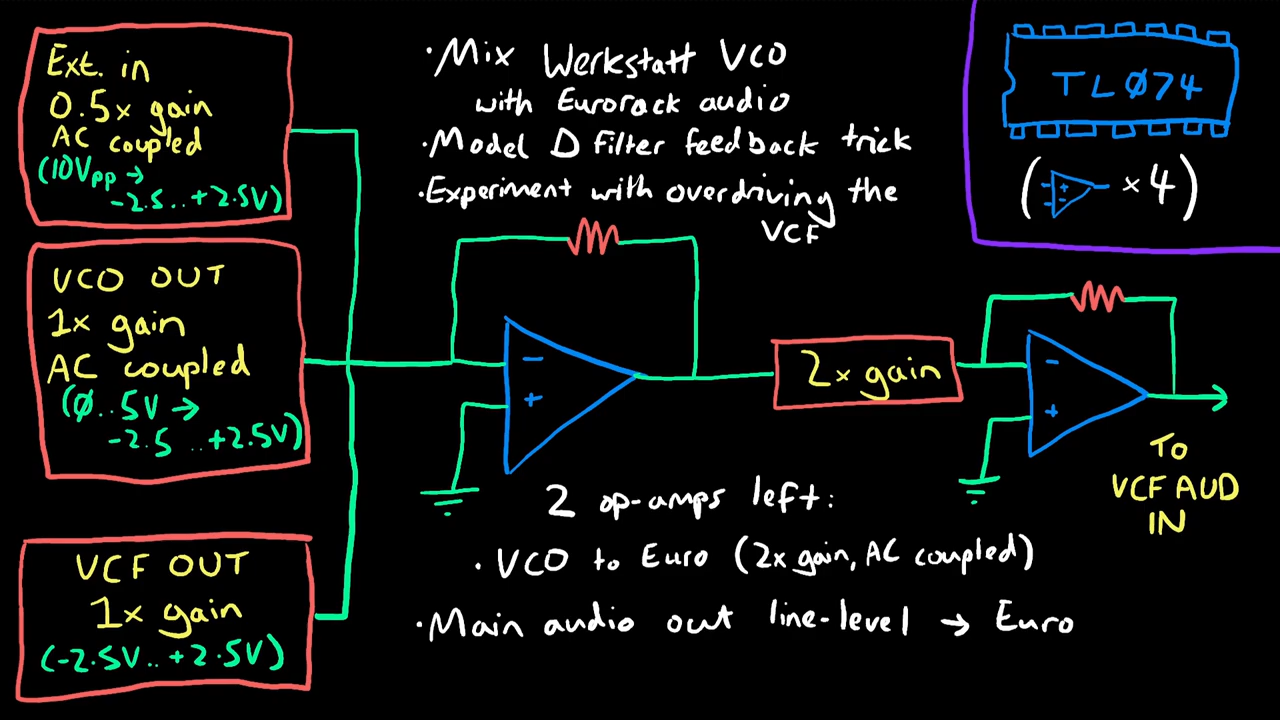 Ext. in
0.5x gain
AC coupled
(10Vpp →
-2.5..+2.5V)
VCO OUT
1x gain
AC coupled
(0..5V →
-2.5..+2.5V)
VCF OUT
1x gain
(-2.5V..+2.5V)
• Mix Werkstatt VCO
with Eurorack audio
• Model D filter feedback trick
• Experiment with overdriving the
VCF
-
+
2x gain
-
+
TO
VCF AUD
IN
2 op-amps left:
• VCO to Euro (2x gain, AC coupled)
• Main audio out line-level → Euro
TL074
(-+ x4)